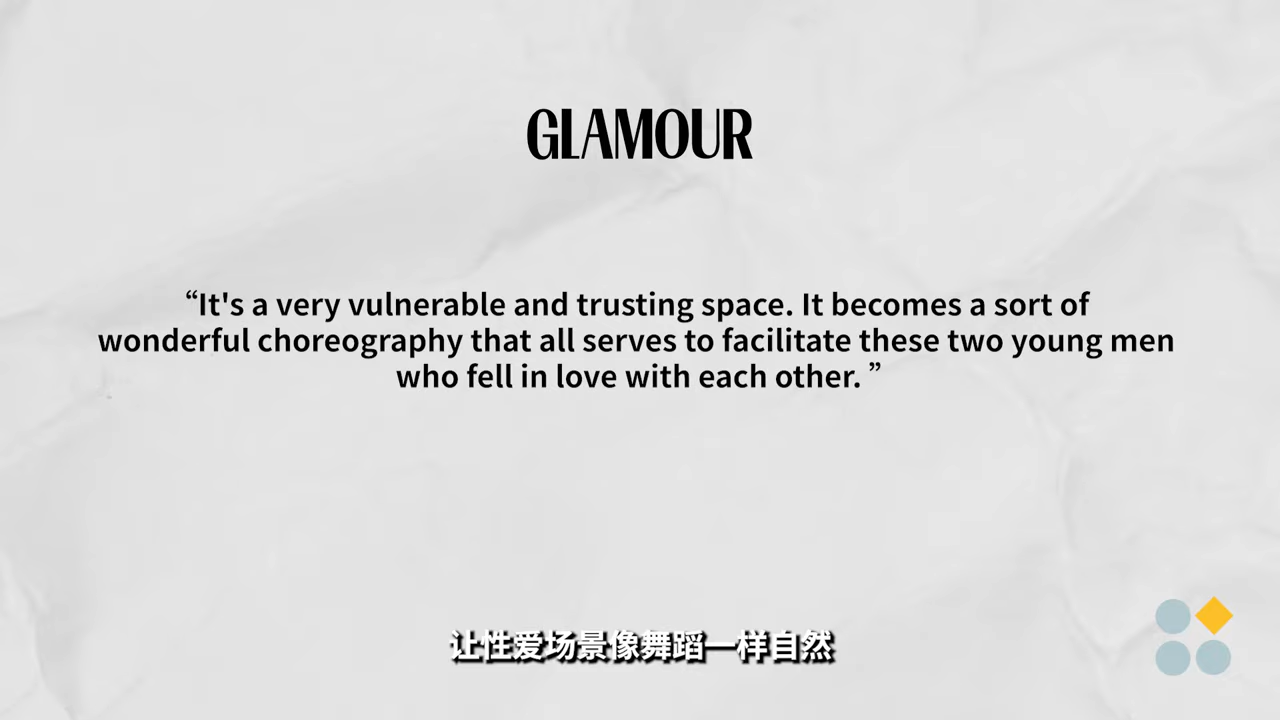 GLAMOUR
“It's a very vulnerable and trusting space. It becomes a sort of
wonderful choreography that all serves to facilitate these two young men
who fell in love with each other. ”
让性爱场景像舞蹈一样自然